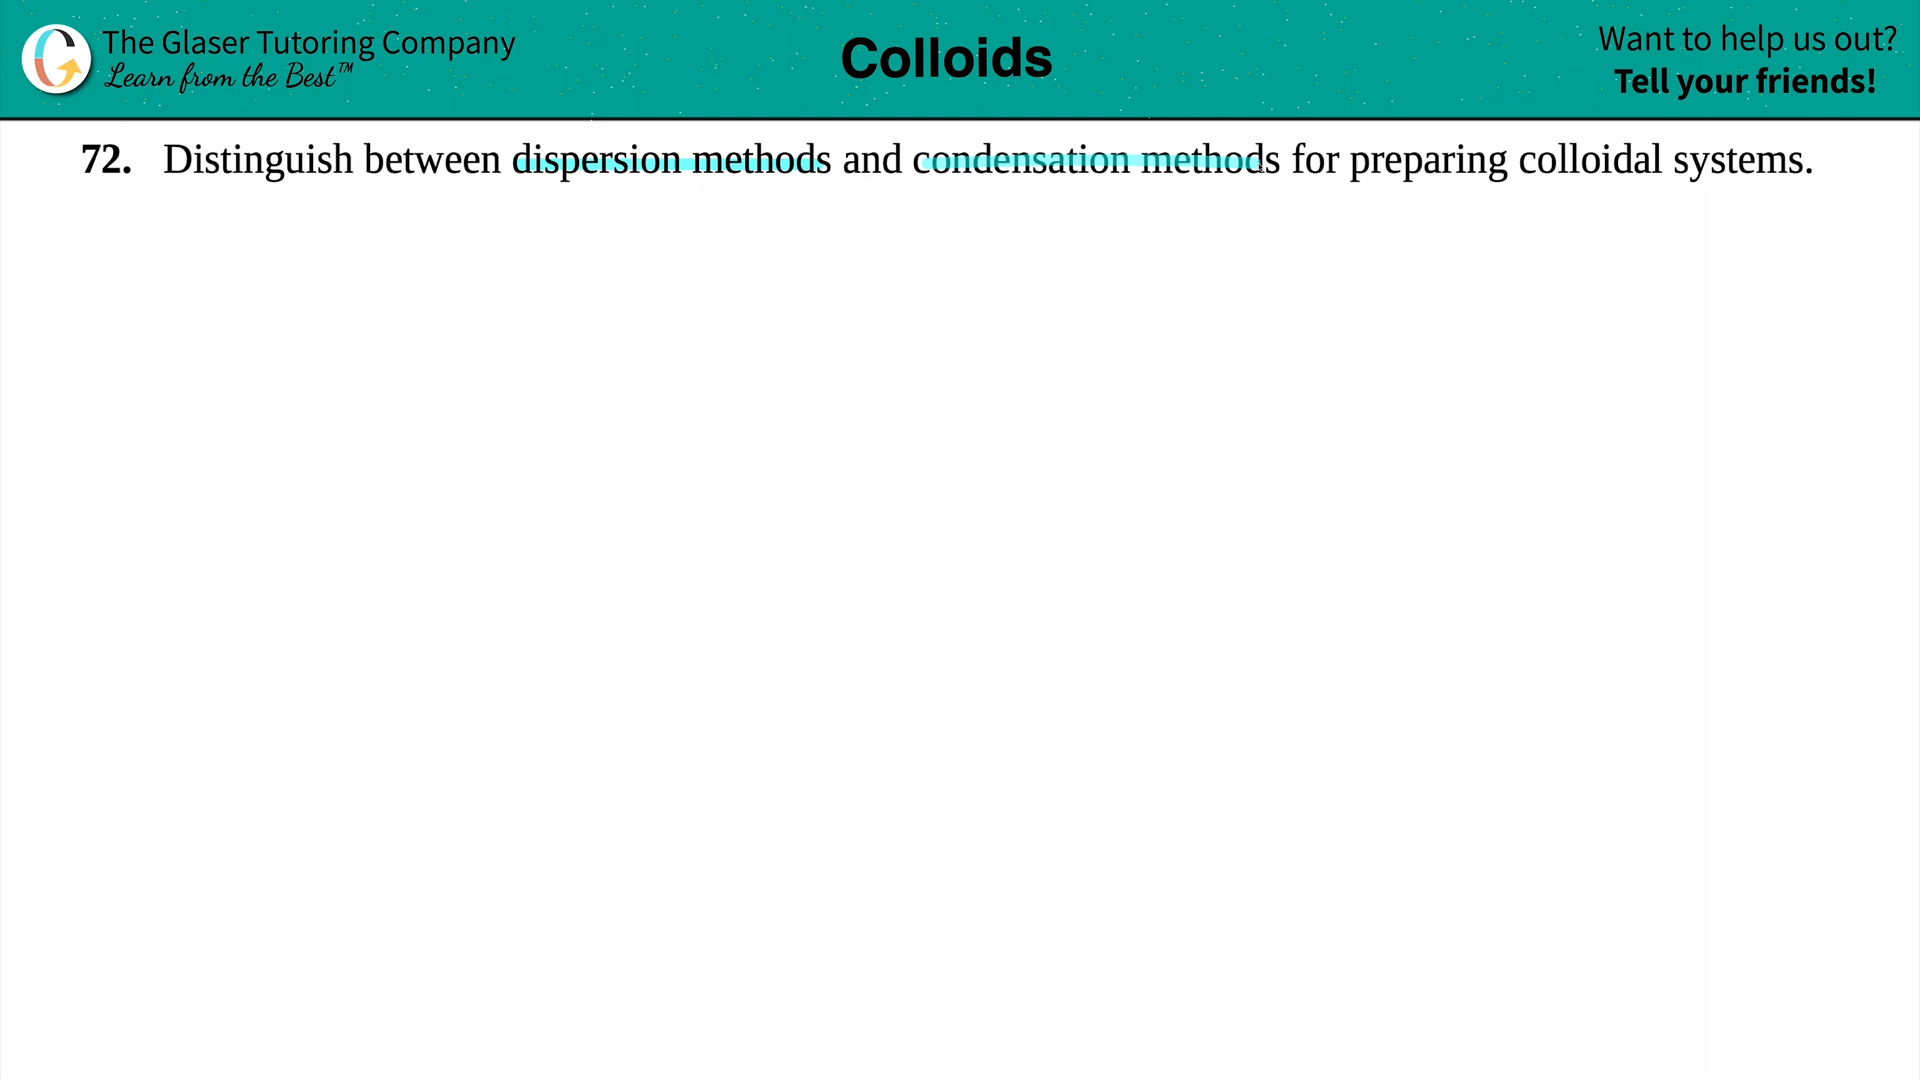 The Glaser Tutoring Company
Learn from the Best™
Colloids
Want to help us out?
Tell your friends!
72. Distinguish between dispersion methods and condensation methods for preparing colloidal systems.